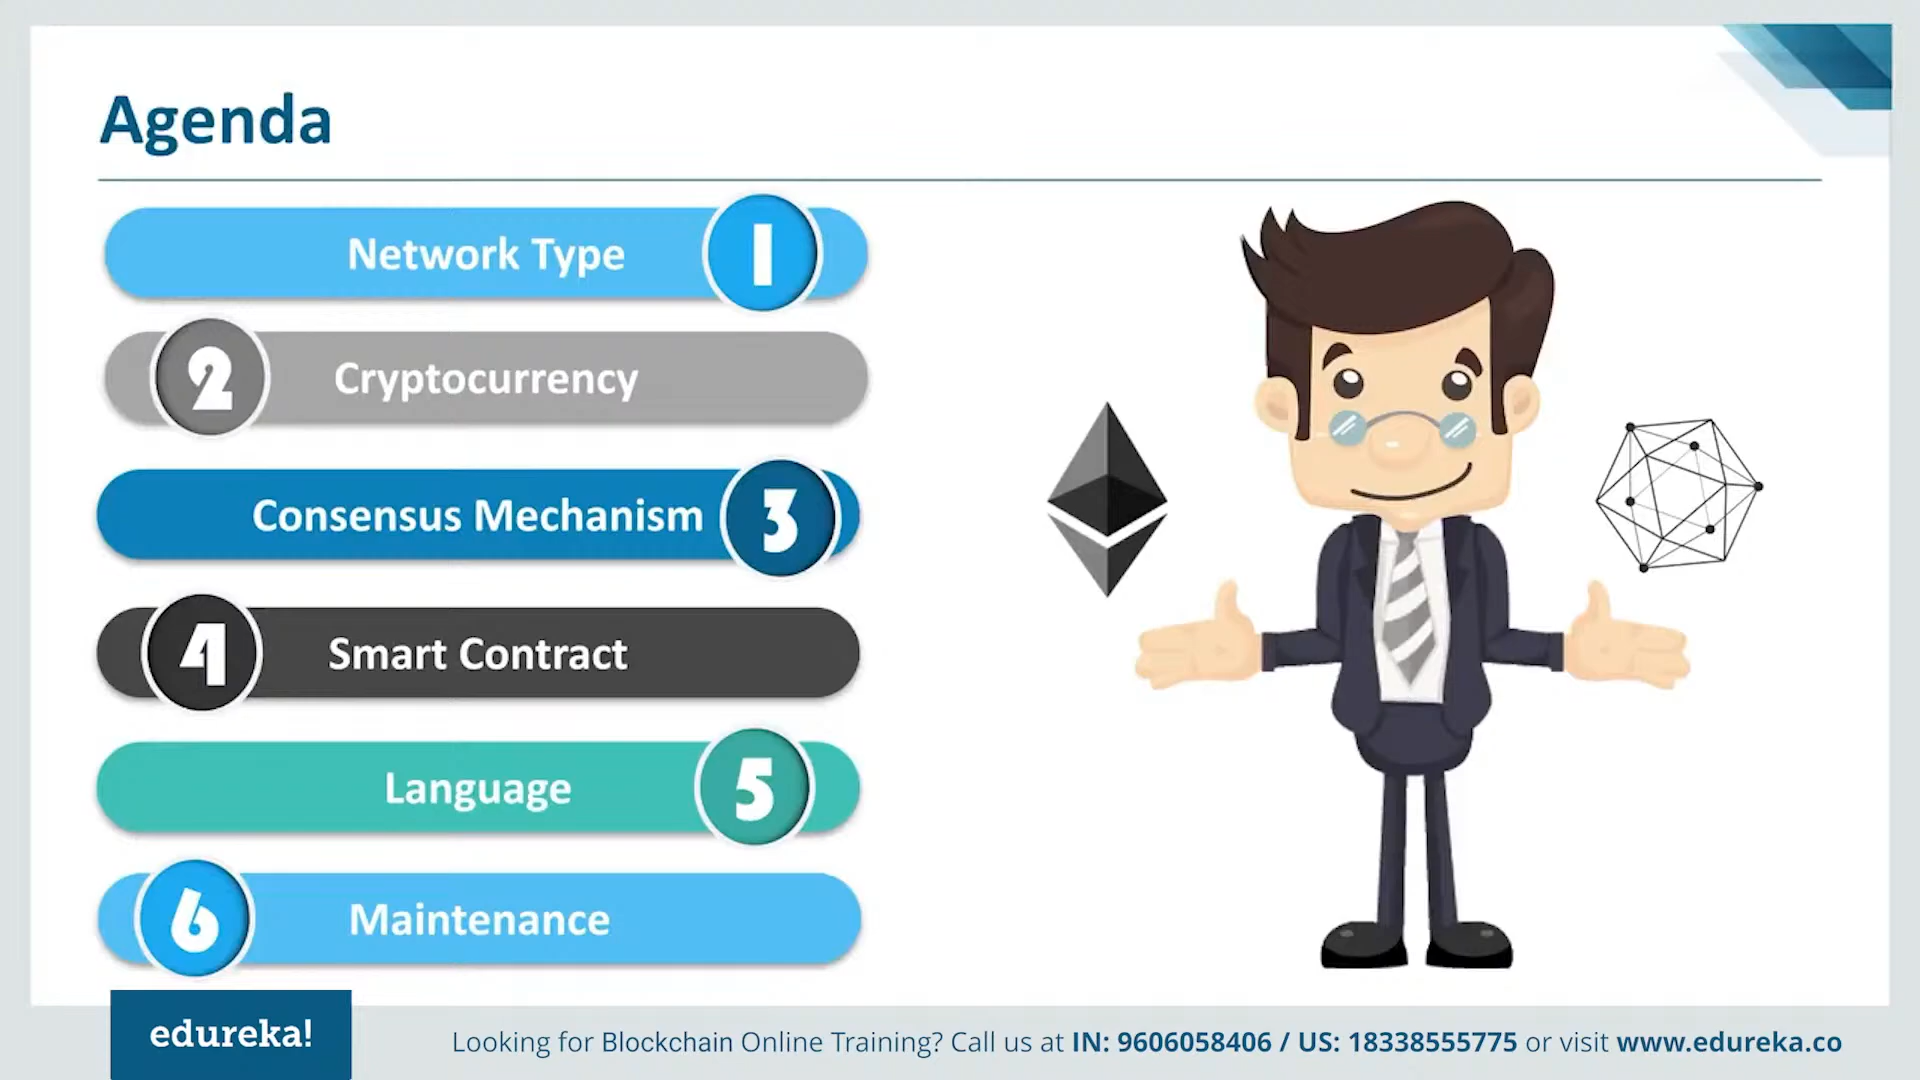 Agenda
Network Type 1
2 Cryptocurrency
Consensus Mechanism 3
4 Smart Contract
Language 5
6 Maintenance
edureka!
Looking for Blockchain Online Training? Call us at IN: 9606058406 / US: 18338555775 or visit www.edureka.co